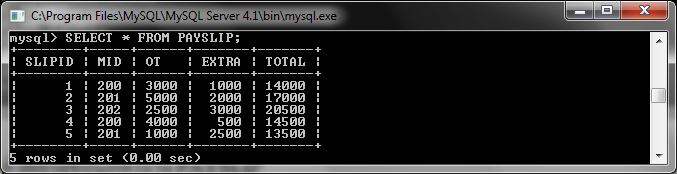 C:\Program Files\MySQL\MySQL Server 4.1\bin\mysql.exe
mysql> SELECT * FROM PAYSLIP;
+--------+-----+------+-------+-------+
| SLIPID | MID | OT   | EXTRA | TOTAL |
+--------+-----+------+-------+-------+
|      1 | 200 | 3000 |  1000 | 14000 |
|      2 | 201 | 5000 |  2000 | 17000 |
|      3 | 202 | 2500 |  3000 | 20500 |
|      4 | 200 | 4000 |   500 | 14500 |
|      5 | 201 | 1000 |  2500 | 13500 |
+--------+-----+------+-------+-------+
5 rows in set (0.00 sec)